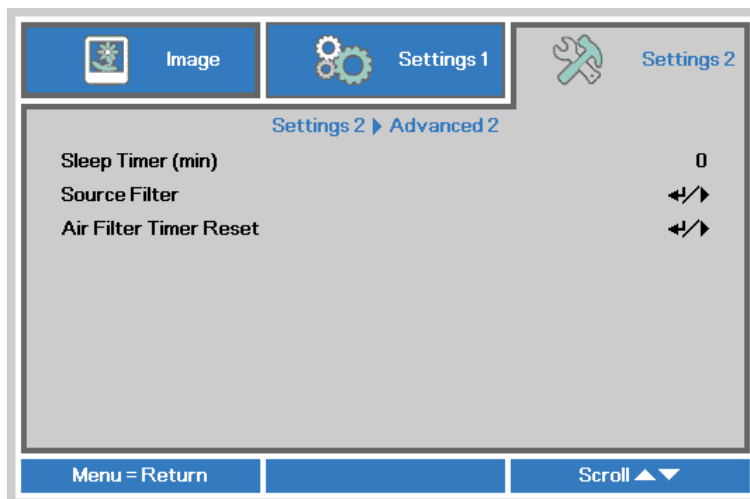 Image
Settings 1
Settings 2
Settings 2 ▶ Advanced 2
Sleep Timer (min) 0
Source Filter ↵/▶
Air Filter Timer Reset ↵/▶
Menu = Return
Scroll ▲▼